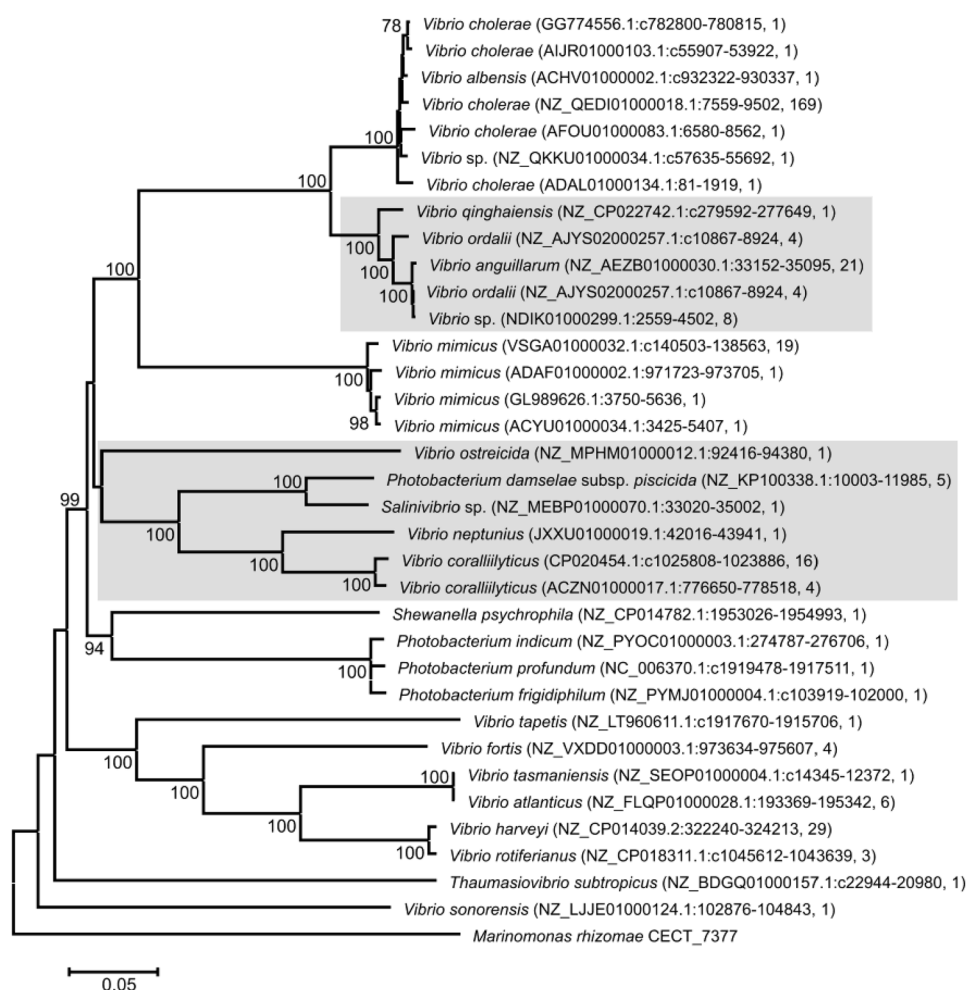 78
Vibrio cholerae (GG774556.1:c782800-780815, 1)
Vibrio cholerae (AIJR01000103.1:c55907-53922, 1)
Vibrio albensis (ACHV01000002.1:c932322-930337, 1)
Vibrio cholerae (NZ_QEDI01000018.1:7559-9502, 169)
Vibrio cholerae (AFOU01000083.1:6580-8562, 1)
100
Vibrio sp. (NZ_QKKU01000034.1:c57635-55692, 1)
100
Vibrio cholerae (ADAL01000134.1:81-1919, 1)
Vibrio qinghaiensis (NZ_CP022742.1:c279592-277649, 1)
100
Vibrio ordalii (NZ_AJYS02000257.1:c10867-8924, 4)
100
100
Vibrio anguillarum (NZ_AEZB01000030.1:33152-35095, 21)
100
Vibrio ordalii (NZ_AJYS02000257.1:c10867-8924, 4)
Vibrio sp. (NDIK01000299.1:2559-4502, 8)
Vibrio mimicus (VSGA01000032.1:c140503-138563, 19)
100
Vibrio mimicus (ADAF01000002.1:971723-973705, 1)
Vibrio mimicus (GL989626.1:3750-5636, 1)
98
Vibrio mimicus (ACYU01000034.1:3425-5407, 1)
Vibrio ostreicida (NZ_MPHM01000012.1:92416-94380, 1)
100
Photobacterium damselae subsp. piscicida (NZ_KP100338.1:10003-11985, 5)
99
Salinivibrio sp. (NZ_MEBP01000070.1:33020-35002, 1)
100
Vibrio neptunius (JXXU01000019.1:42016-43941, 1)
100
Vibrio coralliilyticus (CP020454.1:c1025808-1023886, 16)
100
Vibrio coralliilyticus (ACZN01000017.1:776650-778518, 4)
Shewanella psychrophila (NZ_CP014782.1:1953026-1954993, 1)
94
Photobacterium indicum (NZ_PYOC01000003.1:274787-276706, 1)
100
Photobacterium profundum (NC_006370.1:c1919478-1917511, 1)
Photobacterium frigidiphilum (NZ_PYMJ01000004.1:c103919-102000, 1)
Vibrio tapetis (NZ_LT960611.1:c1917670-1915706, 1)
100
Vibrio fortis (NZ_VXDD01000003.1:973634-975607, 4)
100
100
Vibrio tasmaniensis (NZ_SEOP01000004.1:c14345-12372, 1)
Vibrio atlanticus (NZ_FLQP01000028.1:193369-195342, 6)
100
Vibrio harveyi (NZ_CP014039.2:322240-324213, 29)
100
Vibrio rotiferianus (NZ_CP018311.1:c1045612-1043639, 3)
Thaumasiovibrio subtropicus (NZ_BDGQ01000157.1:c22944-20980, 1)
Vibrio sonorensis (NZ_LJJE01000124.1:102876-104843, 1)
Marinomonas rhizomae CECT_7377
0.05